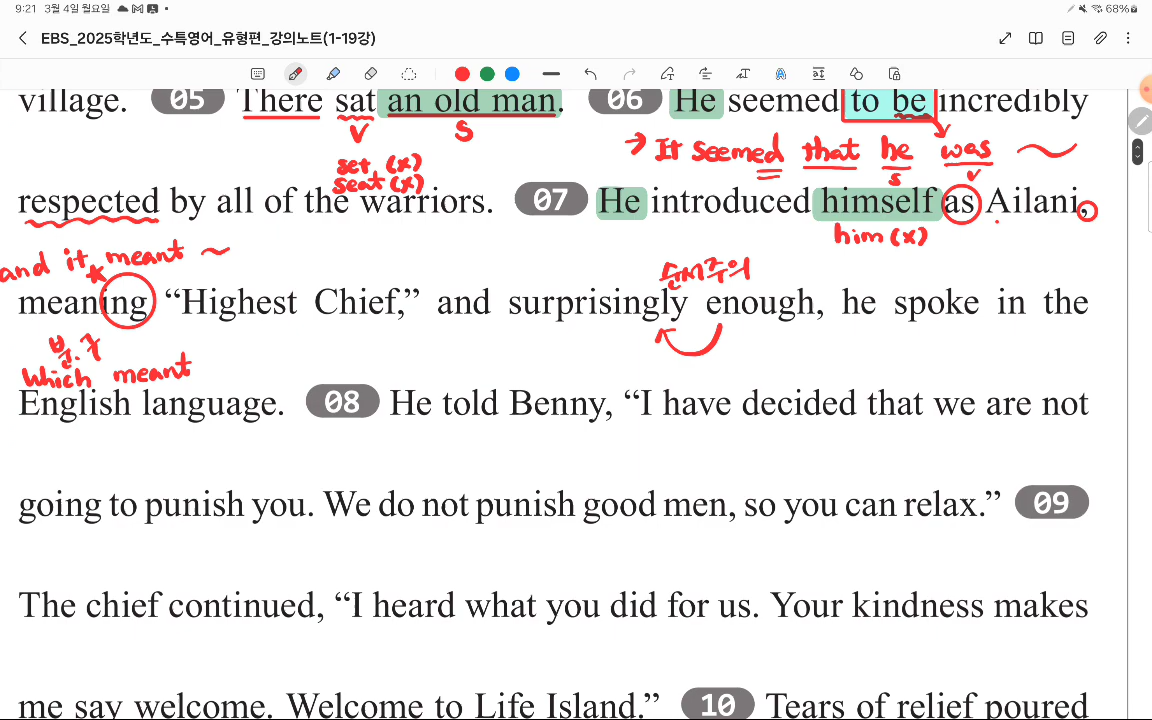 9:21 3월 4일 월요일 68%
EBS_2025학년도_수특영어_유형편_강의노트(1-19강)
village. 05 There sat an old man. 06 He seemed to be incredibly
V S → It seemed that he was
set (x) s v
seat (x)
respected by all of the warriors. 07 He introduced himself as Ailani,
him (x)
and it meant ~ 순서주의
meaning “Highest Chief,” and surprisingly enough, he spoke in the
분.구
which meant
English language. 08 He told Benny, “I have decided that we are not
going to punish you. We do not punish good men, so you can relax.” 09
The chief continued, “I heard what you did for us. Your kindness makes
me say welcome. Welcome to Life Island.” 10 Tears of relief poured